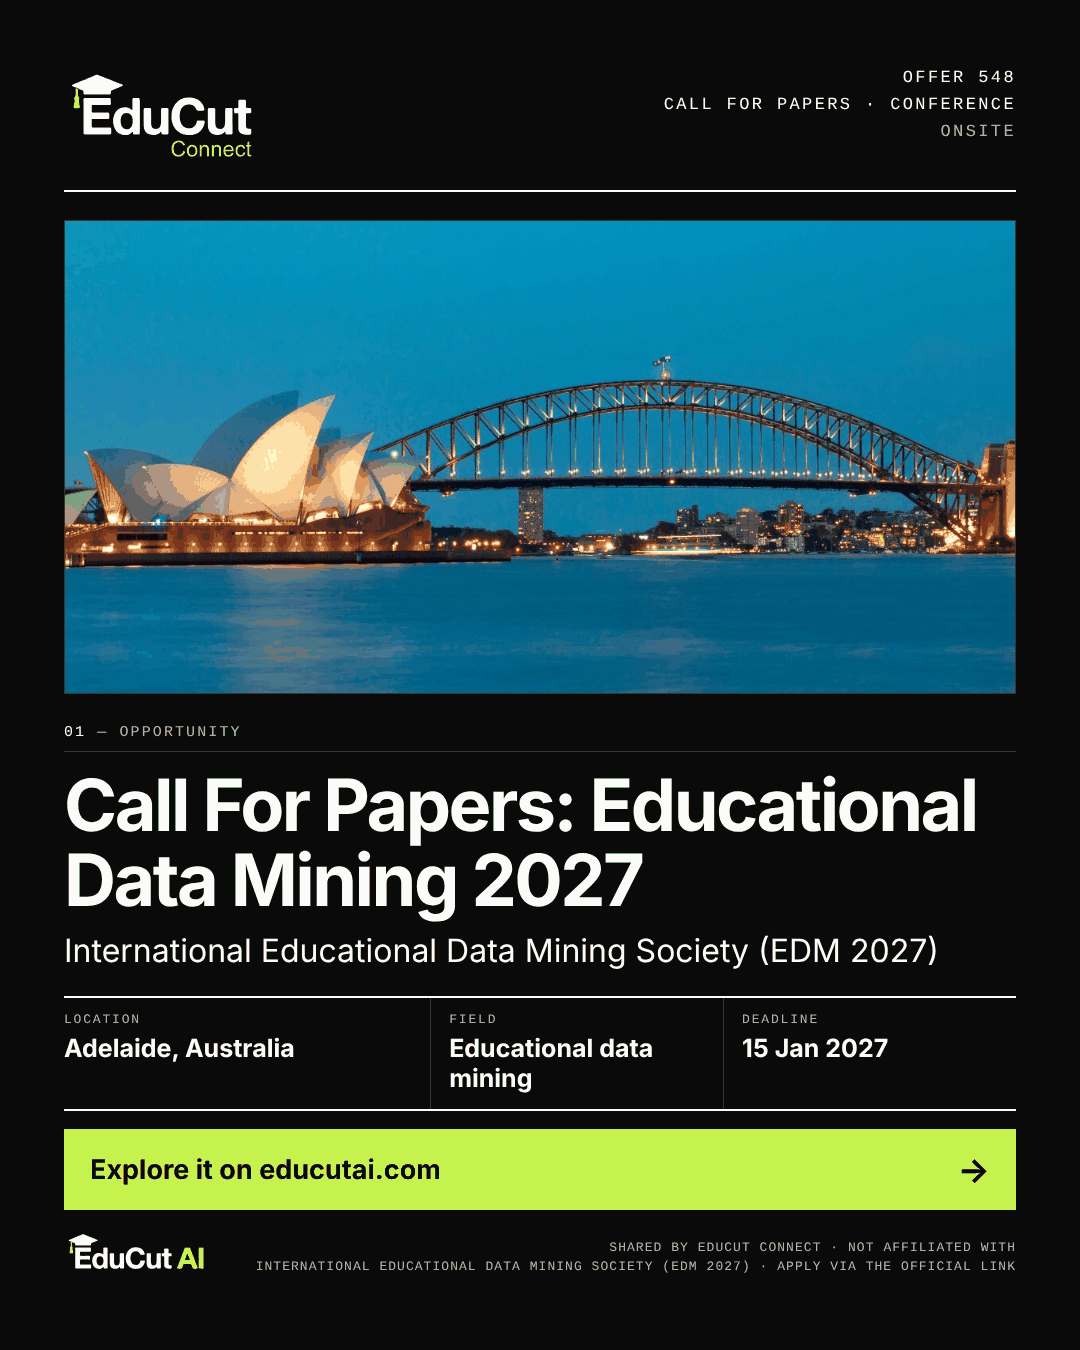 EduCut
Connect
OFFER 548
CALL FOR PAPERS · CONFERENCE
ONSITE
01 — OPPORTUNITY
Call For Papers: Educational
Data Mining 2027
International Educational Data Mining Society (EDM 2027)
LOCATION
Adelaide, Australia
FIELD
Educational data
mining
DEADLINE
15 Jan 2027
Explore it on educutai.com →
EduCut AI
SHARED BY EDUCUT CONNECT · NOT AFFILIATED WITH
INTERNATIONAL EDUCATIONAL DATA MINING SOCIETY (EDM 2027) · APPLY VIA THE OFFICIAL LINK